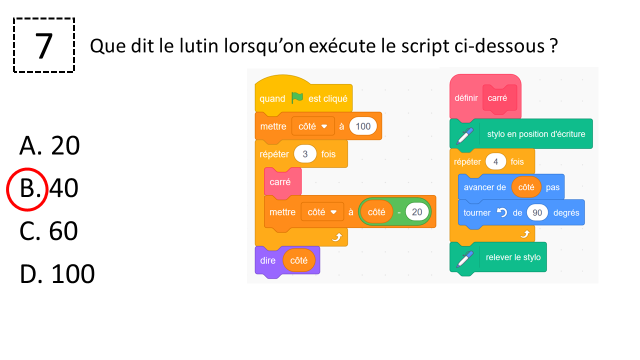 7
Que dit le lutin lorsqu'on exécute le script ci-dessous ?
A. 20
B. 40
C. 60
D. 100
quand est cliqué
mettre côté à 100
répéter 3 fois
carré
mettre côté à côté - 20
dire côté
définir carré
stylo en position d'écriture
répéter 4 fois
avancer de côté pas
tourner de 90 degrés
relever le stylo